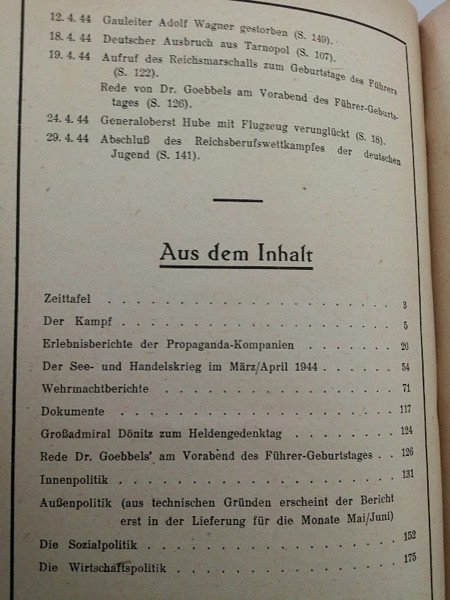 12. 4. 44 Gauleiter Adolf Wagner gestorben (S. 149).
18. 4. 44 Deutscher Ausbruch aus Tarnopol (S. 107).
19. 4. 44 Aufruf des Reichsmarschalls zum Geburtstage des Führers
(S. 122).
Rede von Dr. Goebbels am Vorabend des Führer-Geburts-
tages (S. 126).
24. 4. 44 Generaloberst Hube mit Flugzeug verunglückt (S. 18).
29. 4. 44 Abschluß des Reichsberufswettkampfes der deutschen
Jugend (S. 141).
Aus dem Inhalt
Zeittafel . . . . . . . . . . . . . . . . . . 3
Der Kampf . . . . . . . . . . . . . . . . . 5
Erlebnisberichte der Propaganda-Kompanien . . . . . . 26
Der See- und Handelskrieg im März/April 1944 . . . . . 54
Wehrmachtberichte . . . . . . . . . . . . . . 71
Dokumente . . . . . . . . . . . . . . . . . 117
Großadmiral Dönitz zum Heldengedenktag . . . . . . . 124
Rede Dr. Goebbels' am Vorabend des Führer-Geburtstages . . 126
Innenpolitik . . . . . . . . . . . . . . . . 131
Außenpolitik (aus technischen Gründen erscheint der Bericht
erst in der Lieferung für die Monate Mai/Juni)
Die Sozialpolitik . . . . . . . . . . . . . . 152
Die Wirtschaftspolitik . . . . . . . . . . . . 175